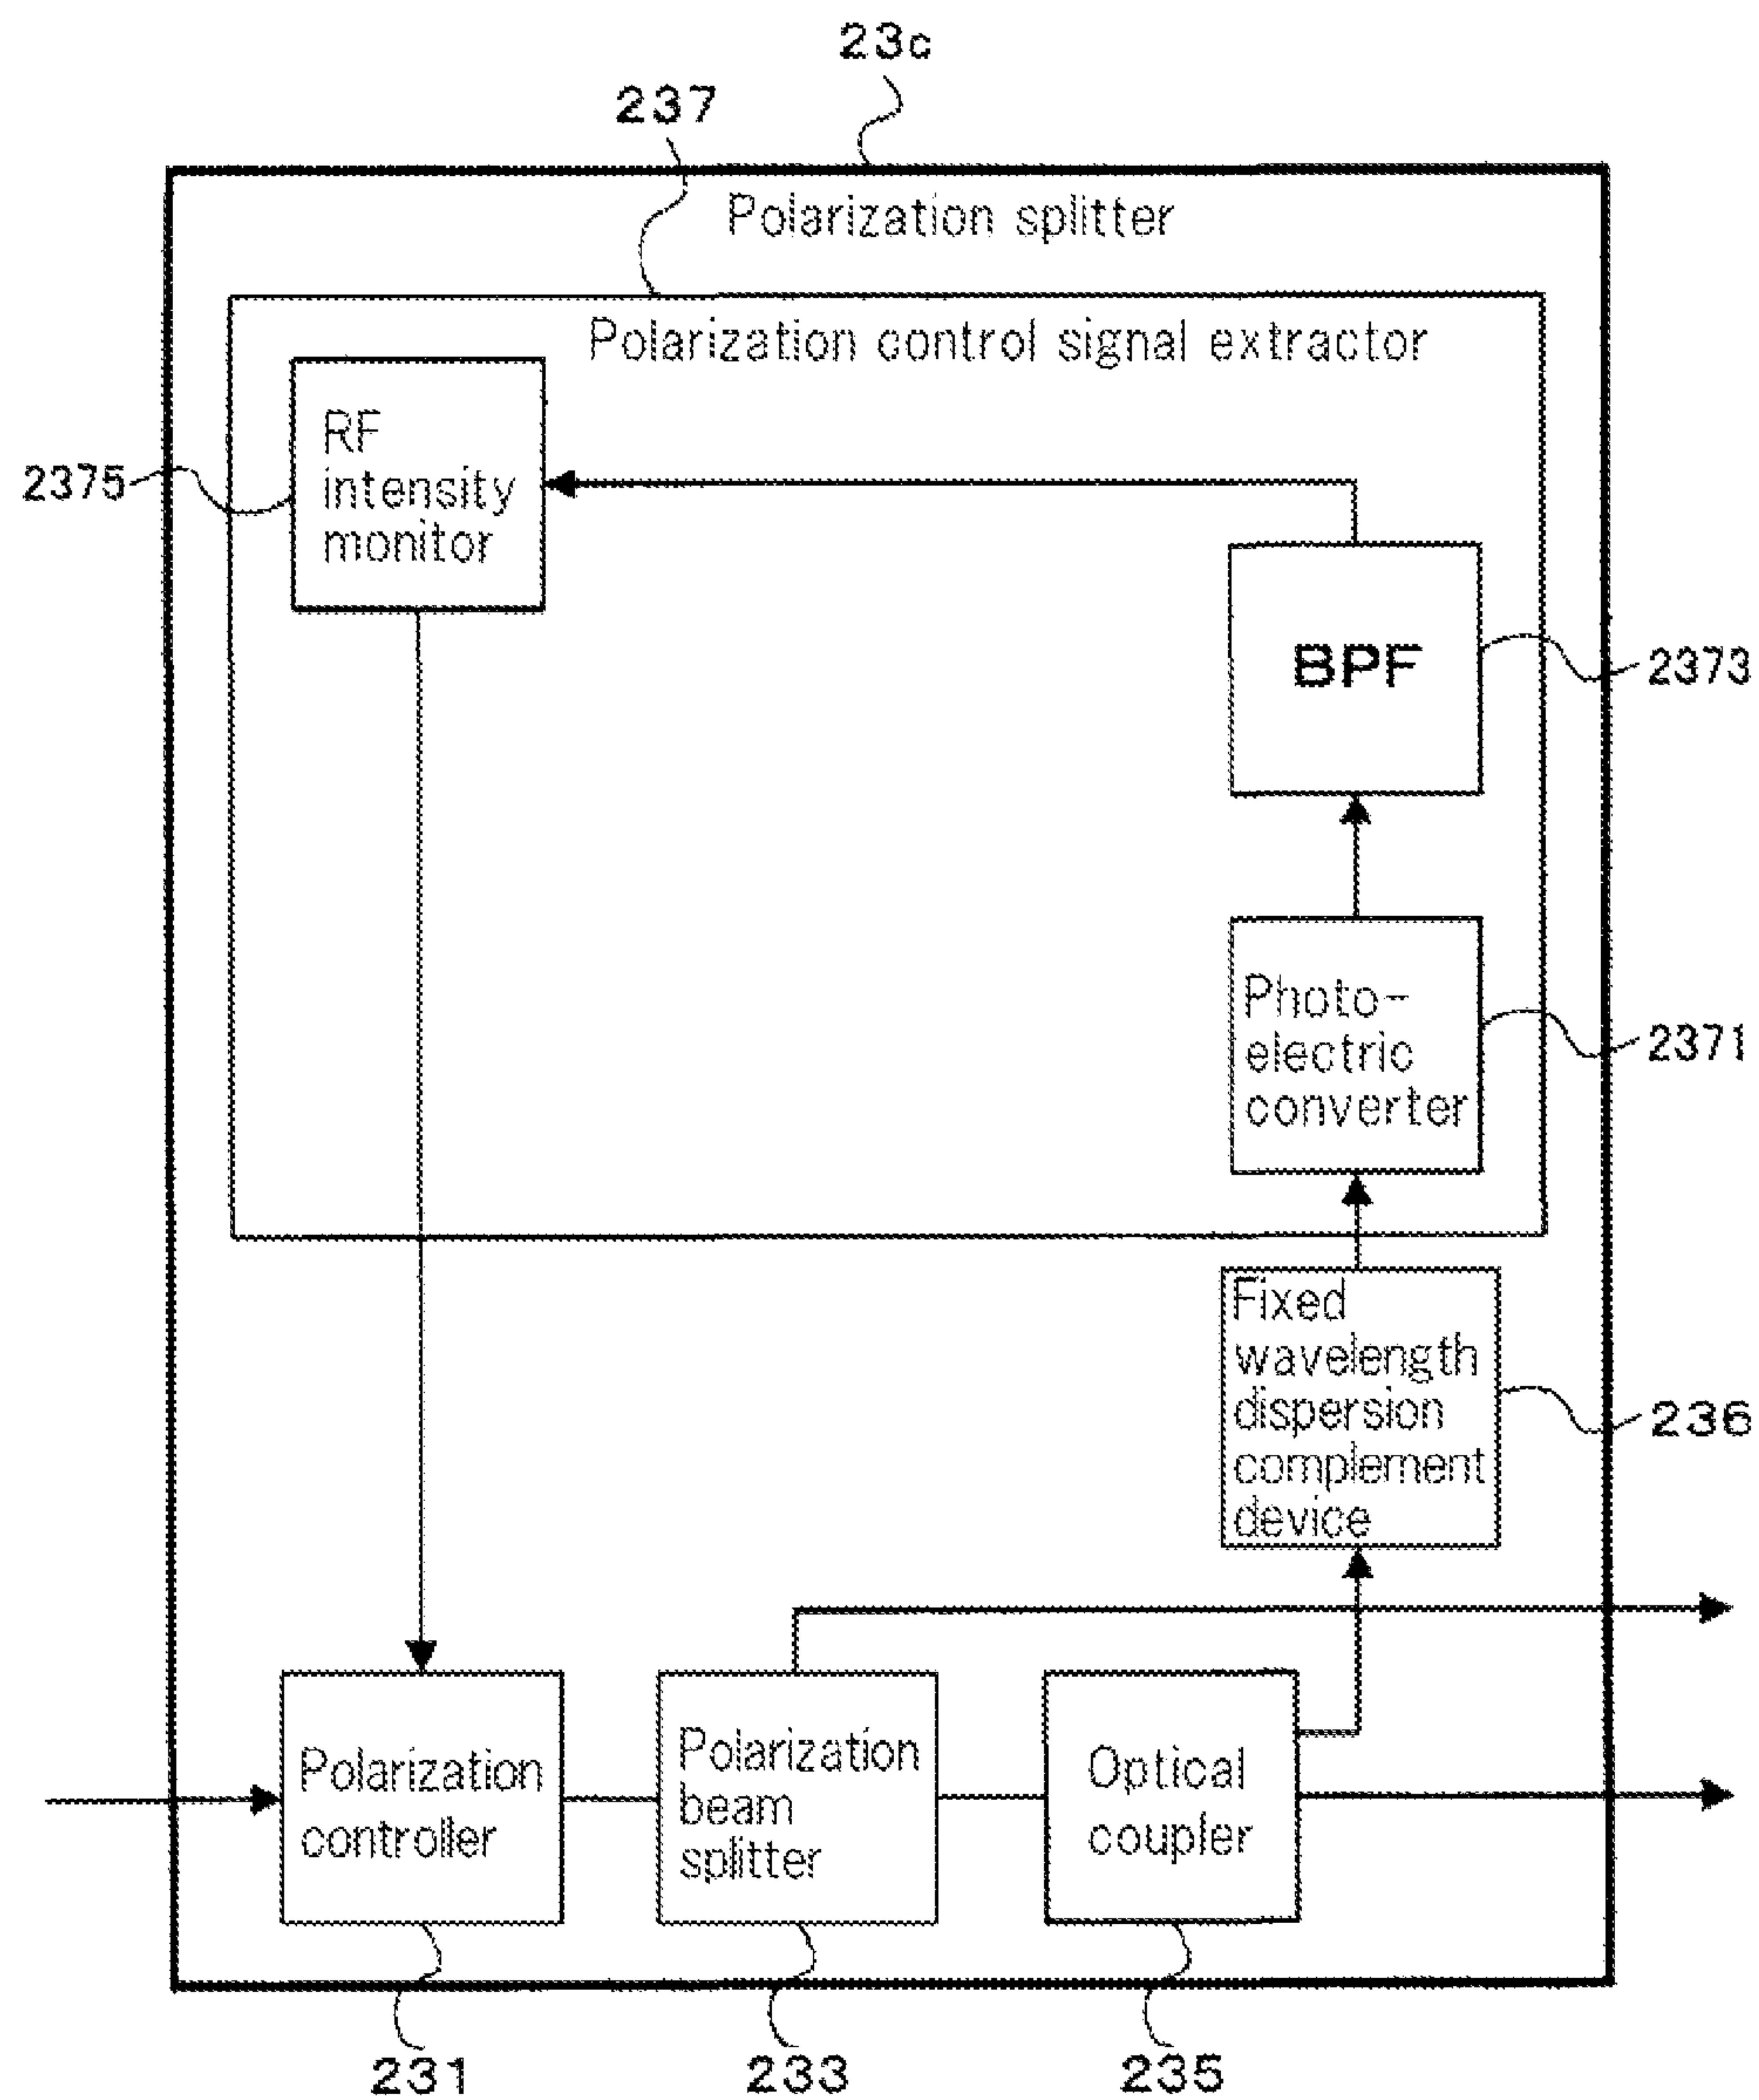 23c
237
Polarization splitter
Polarization control signal extractor
RF
intensity
monitor
2375
BPF
2373
Photo-
electric
converter
2371
Fixed
wavelength
dispersion
complement
device
236
Polarization
controller
Polarization
beam
splitter
Optical
coupler
231
233
235